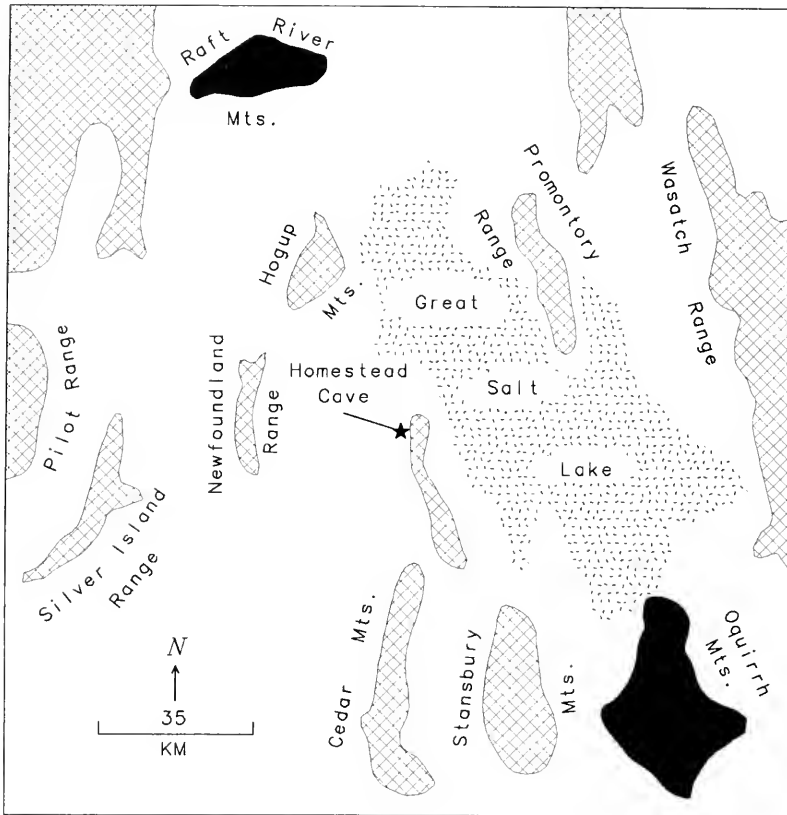 Raft River
Mts.
Promontory
Range
Wasatch
Range
Hogup
Mts.
Great
Salt
Lake
Homestead
Cave
Newfoundland
Range
Pilot Range
Silver Island
Range
N
35
KM
Cedar Mts.
Stansbury
Mts.
Oquirrh
Mts.